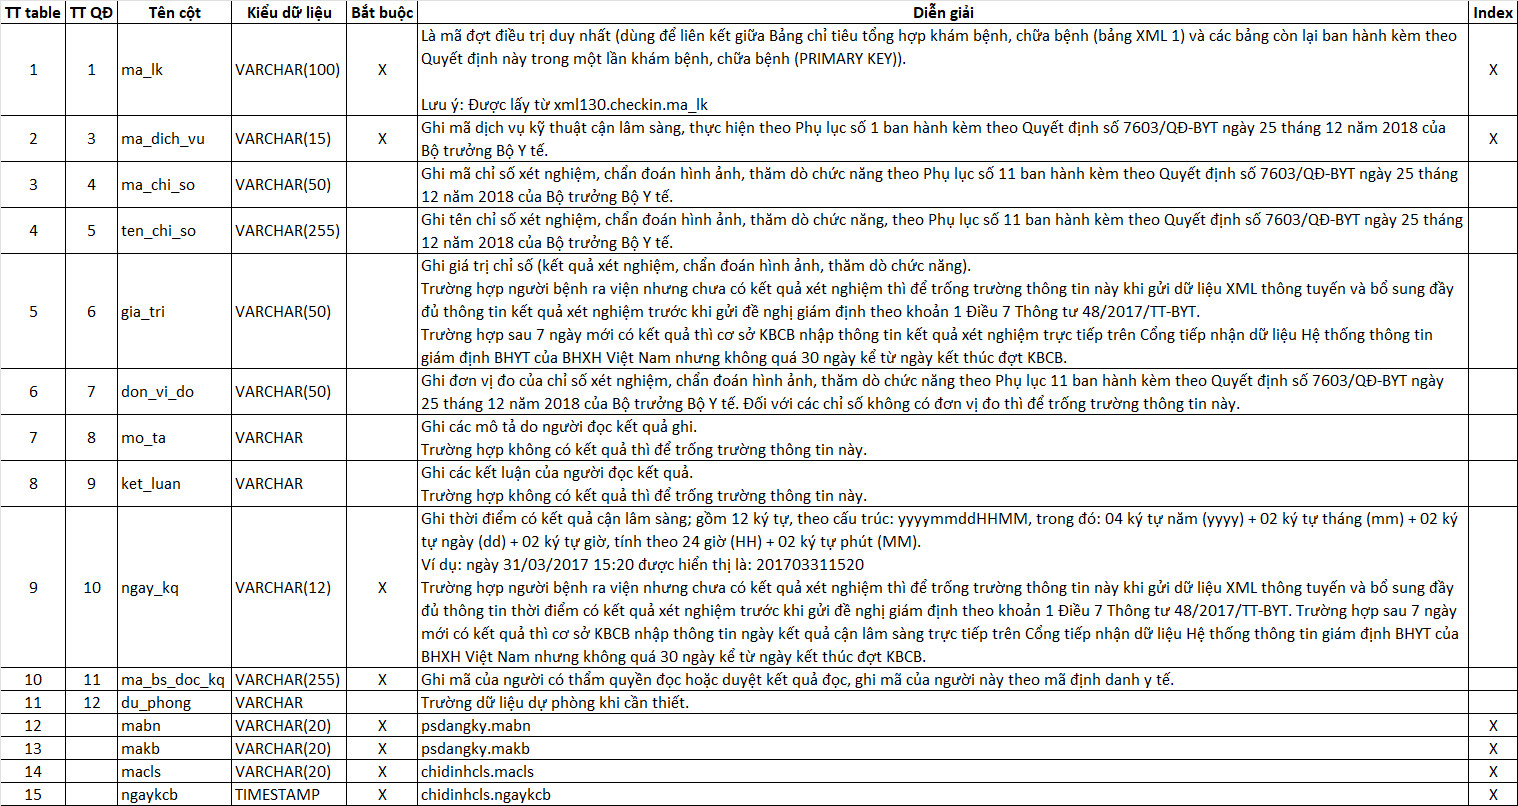 TT table TT QĐ Tên cột Kiểu dữ liệu Bắt buộc Diễn giải Index
Là mã đợt điều trị duy nhất (dùng để liên kết giữa Bảng chỉ tiêu tổng hợp khám bệnh, chữa bệnh (bảng XML 1) và các bảng còn lại ban hành kèm theo
Quyết định này trong một lần khám bệnh, chữa bệnh (PRIMARY KEY)).
1 1 ma_lk VARCHAR(100) X X
Lưu ý: Được lấy từ xml130.checkin.ma_lk
Ghi mã dịch vụ kỹ thuật cận lâm sàng, thực hiện theo Phụ lục số 1 ban hành kèm theo Quyết định số 7603/QĐ-BYT ngày 25 tháng 12 năm 2018 của
2 3 ma_dich_vu VARCHAR(15) X X
Bộ trưởng Bộ Y tế.
Ghi mã chỉ số xét nghiệm, chẩn đoán hình ảnh, thăm dò chức năng theo Phụ lục số 11 ban hành kèm theo Quyết định số 7603/QĐ-BYT ngày 25 tháng
3 4 ma_chi_so VARCHAR(50)
12 năm 2018 của Bộ trưởng Bộ Y tế.
Ghi tên chỉ số xét nghiệm, chẩn đoán hình ảnh, thăm dò chức năng, theo Phụ lục số 11 ban hành kèm theo Quyết định số 7603/QĐ-BYT ngày 25 tháng
4 5 ten_chi_so VARCHAR(255)
12 năm 2018 của Bộ trưởng Bộ Y tế.
Ghi giá trị chỉ số (kết quả xét nghiệm, chẩn đoán hình ảnh, thăm dò chức năng).
Trường hợp người bệnh ra viện nhưng chưa có kết quả xét nghiệm thì để trống trường thông tin này khi gửi dữ liệu XML thông tuyến và bổ sung đầy
5 6 gia_tri VARCHAR(50)
đủ thông tin kết quả xét nghiệm trước khi gửi đề nghị giám định theo khoản 1 Điều 7 Thông tư 48/2017/TT-BYT.
Trường hợp sau 7 ngày mới có kết quả thì cơ sở KBCB nhập thông tin kết quả xét nghiệm trực tiếp trên Cổng tiếp nhận dữ liệu Hệ thống thông tin
giám định BHYT của BHXH Việt Nam nhưng không quá 30 ngày kể từ ngày kết thúc đợt KBCB.
Ghi đơn vị đo của chỉ số xét nghiệm, chẩn đoán hình ảnh, thăm dò chức năng theo Phụ lục 11 ban hành kèm theo Quyết định số 7603/QĐ-BYT ngày
6 7 don_vi_do VARCHAR(50)
25 tháng 12 năm 2018 của Bộ trưởng Bộ Y tế. Đối với các chỉ số không có đơn vị đo thì để trống trường thông tin này.
Ghi các mô tả do người đọc kết quả ghi.
7 8 mo_ta VARCHAR
Trường hợp không có kết quả thì để trống trường thông tin này.
Ghi các kết luận của người đọc kết quả.
8 9 ket_luan VARCHAR
Trường hợp không có kết quả thì để trống trường thông tin này.
Ghi thời điểm có kết quả cận lâm sàng; gồm 12 ký tự, theo cấu trúc: yyyymmddHHMM, trong đó: 04 ký tự năm (yyyy) + 02 ký tự tháng (mm) + 02 ký
tự ngày (dd) + 02 ký tự giờ, tính theo 24 giờ (HH) + 02 ký tự phút (MM).
Ví dụ: ngày 31/03/2017 15:20 được hiển thị là: 201703311520
9 10 ngay_kq VARCHAR(12) X
Trường hợp người bệnh ra viện nhưng chưa có kết quả xét nghiệm thì để trống trường thông tin này khi gửi dữ liệu XML thông tuyến và bổ sung đầy
đủ thông tin thời điểm có kết quả xét nghiệm trước khi gửi đề nghị giám định theo khoản 1 Điều 7 Thông tư 48/2017/TT-BYT. Trường hợp sau 7 ngày
mới có kết quả thì cơ sở KBCB nhập thông tin ngày kết quả cận lâm sàng trực tiếp trên Cổng tiếp nhận dữ liệu Hệ thống thông tin giám định BHYT của
BHXH Việt Nam nhưng không quá 30 ngày kể từ ngày kết thúc đợt KBCB.
10 11 ma_bs_doc_kq VARCHAR(255) X Ghi mã của người có thẩm quyền đọc hoặc duyệt kết quả đọc, ghi mã của người này theo mã định danh y tế.
11 12 du_phong VARCHAR Trường dữ liệu dự phòng khi cần thiết.
12 mabn VARCHAR(20) X psdangky.mabn X
13 makb VARCHAR(20) X psdangky.makb X
14 macls VARCHAR(20) X chidinhcls.macls X
15 ngaykcb TIMESTAMP X chidinhcls.ngaykcb X